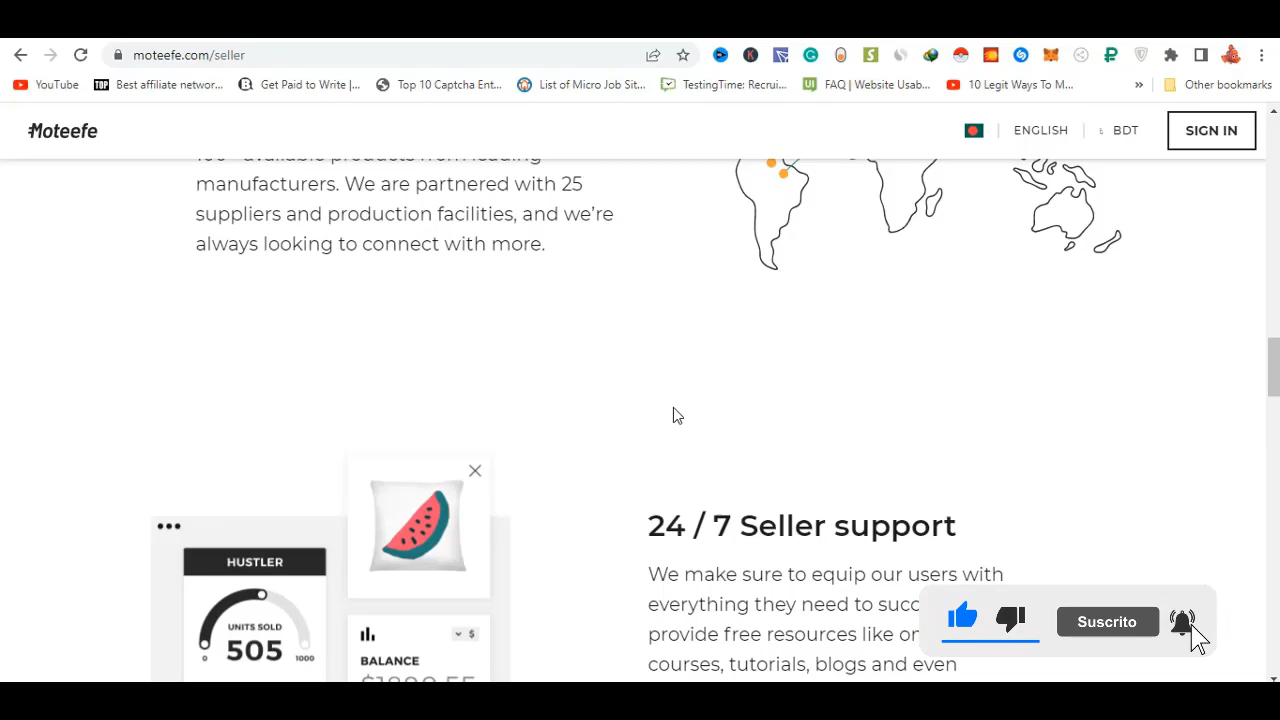 moteefe.com/seller
YouTube
TOP Best affiliate networ...
Get Paid to Write |...
Top 10 Captcha Ent...
List of Micro Job Sit...
TestingTime: Recrui...
UI FAQ | Website Usab...
10 Legit Ways To M...
»
Other bookmarks
Moteefe
ENGLISH
৳ BDT
SIGN IN
manufacturers. We are partnered with 25
suppliers and production facilities, and we’re
always looking to connect with more.
24 / 7 Seller support
We make sure to equip our users with
everything they need to succ
provide free resources like on
courses, tutorials, blogs and even
HUSTLER
UNITS SOLD
505
0
1000
$
BALANCE
Suscrito